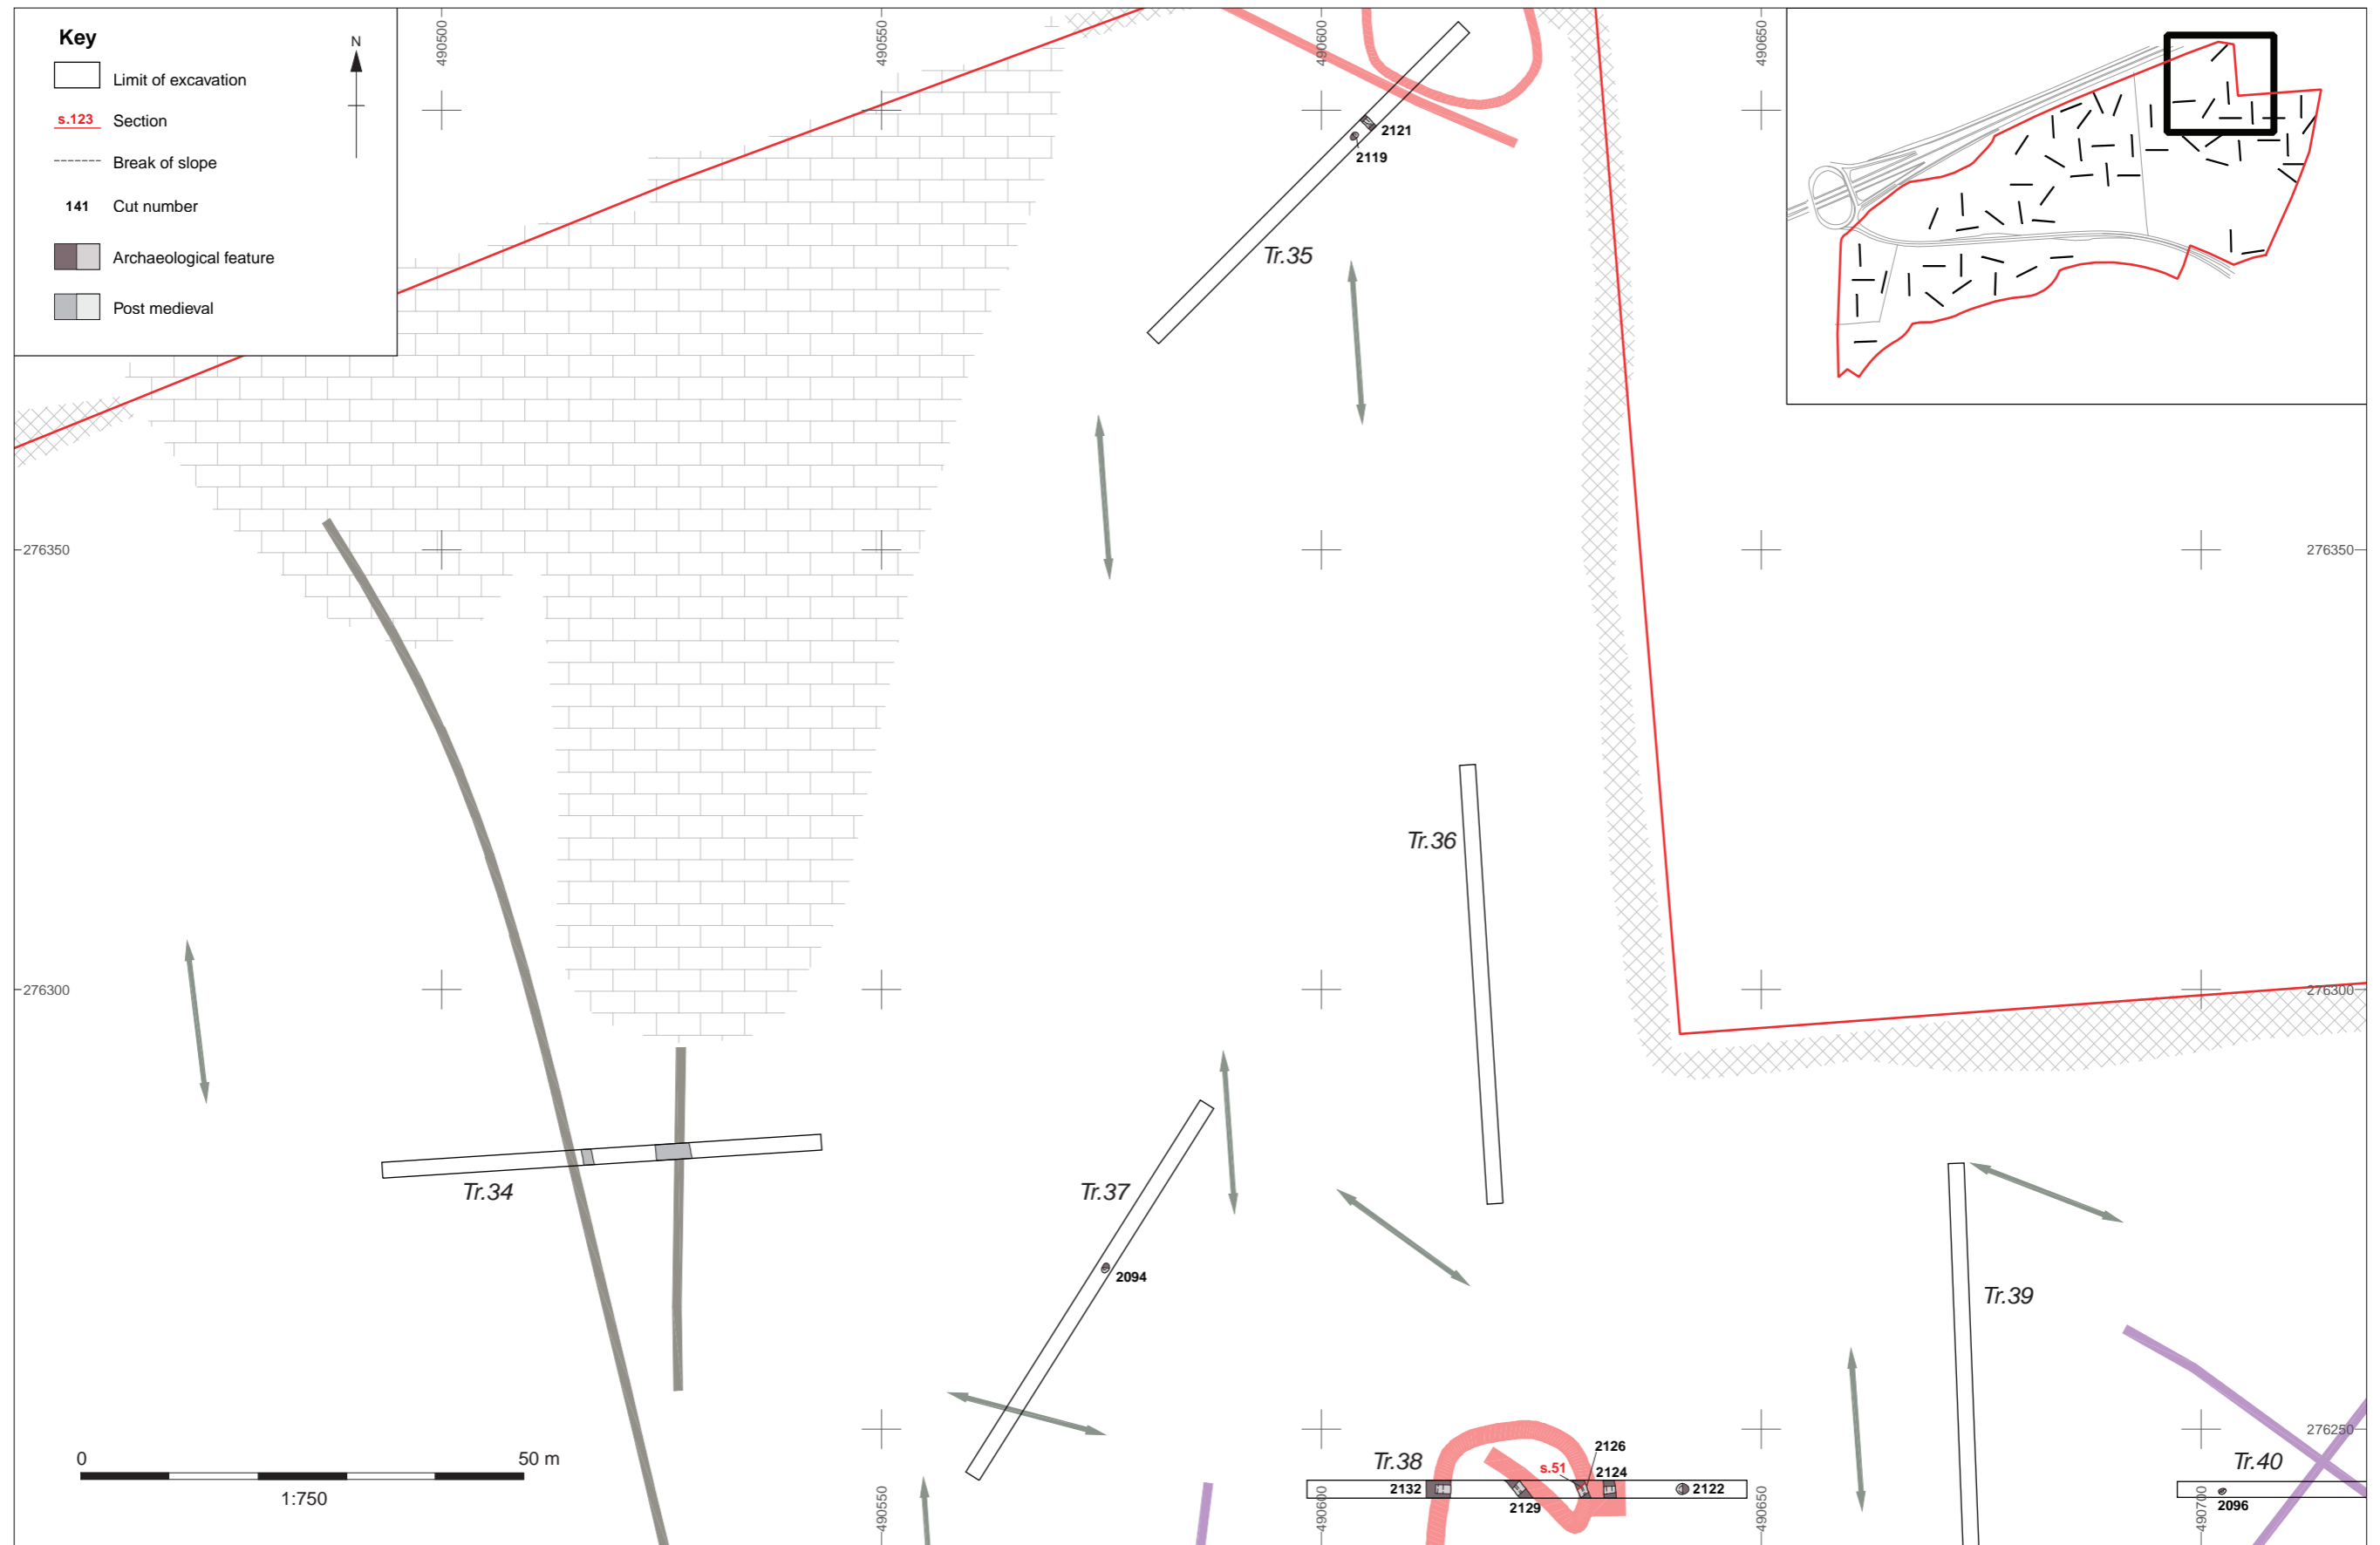 Key
N
Limit of excavation
s.123 Section
Break of slope
141 Cut number
Archaeological feature
Post medieval
490500
490550
490600
490650
2121
2119
Tr.35
276350
276350
Tr.36
276300
276300
Tr.34
Tr.37
2094
Tr.39
276250
0 50 m
1:750
Tr.38
s.51
2126
2124
2132
2129
2122
Tr.40
2096
490550
490600
490650
490700